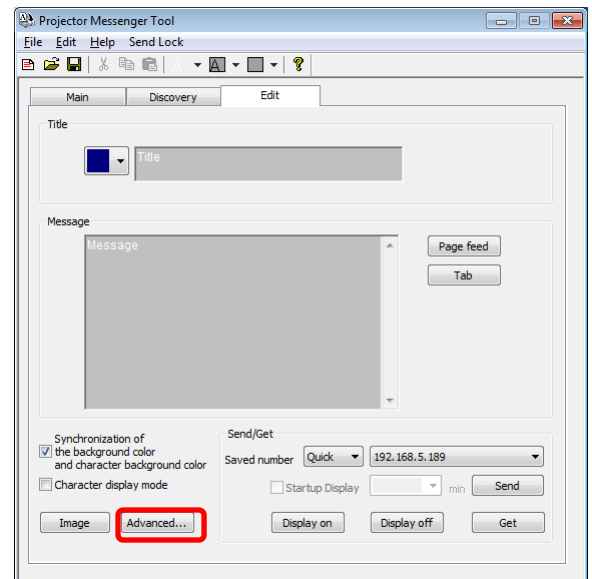 Projector Messenger Tool
File Edit Help Send Lock
A A ?
Main Discovery Edit
Title
Title
Message
Message
Page feed
Tab
Synchronization of
the background color
and character background color
Character display mode
Image Advanced...
Send/Get
Saved number Quick 192.168.5.189
Startup Display min Send
Display on Display off Get